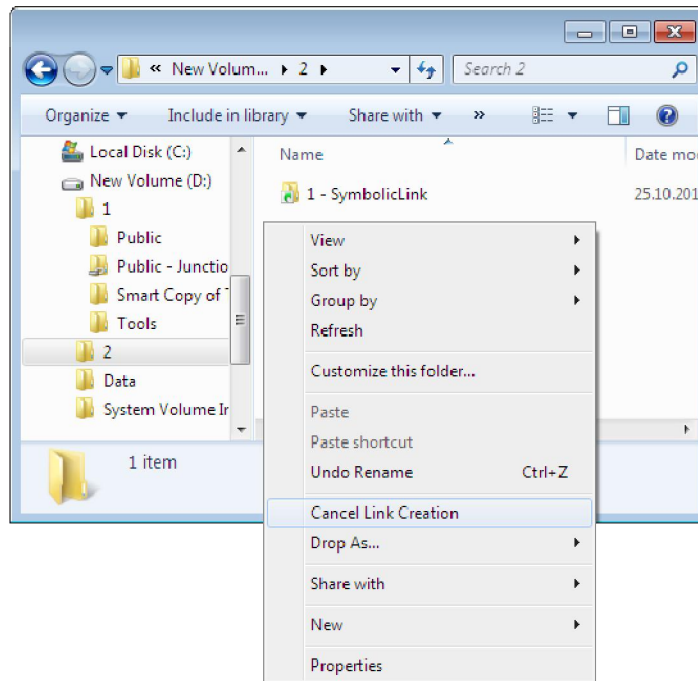 « New Volum... ▸ 2 ▸
Search 2
Organize ▾ Include in library ▾ Share with ▾ »
Local Disk (C:)
New Volume (D:)
1
Public
Public - Junctio
Smart Copy of
Tools
2
Data
System Volume Ir
Name Date mo
1 - SymbolicLink 25.10.201
1 item
View
Sort by
Group by
Refresh
Customize this folder...
Paste
Paste shortcut
Undo Rename Ctrl+Z
Cancel Link Creation
Drop As...
Share with
New
Properties